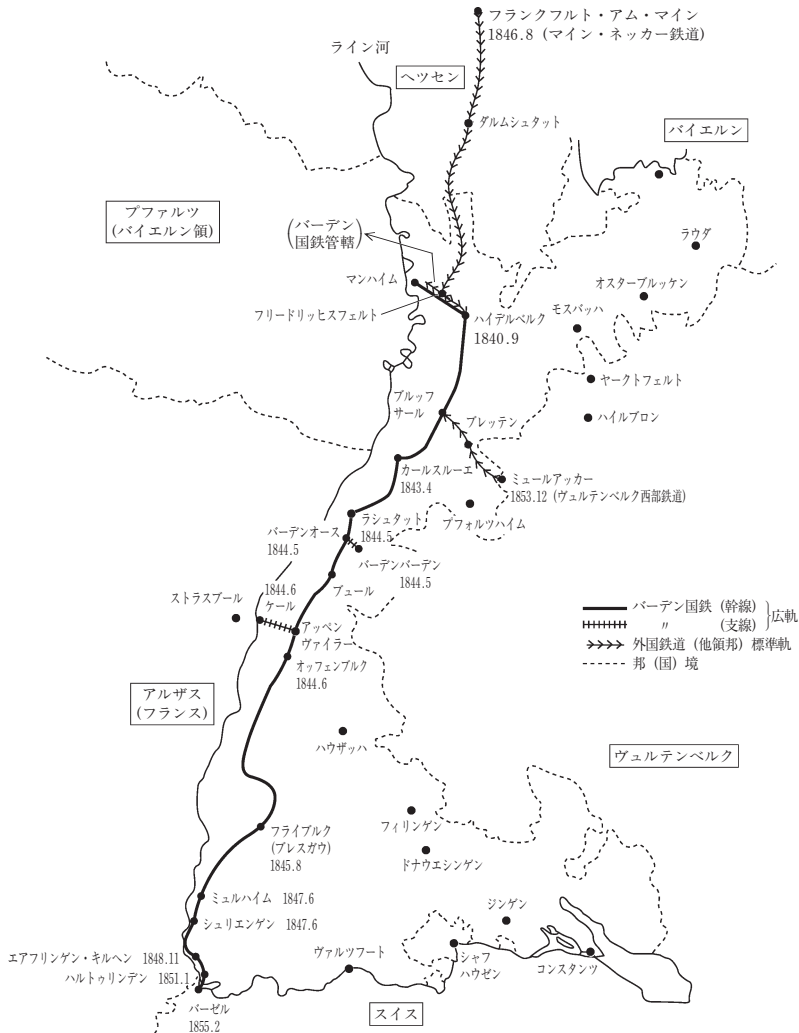 フランクフルト・アム・マイン
1846.8 (マイン・ネッカー鉄道)
ライン河
ヘツセン
ダルムシュタット
バイエルン
プファルツ
(バイエルン領)
(バーデン
国鉄管轄)
ラウダ
マンハイム
オスターブルッケン
フリードリッヒスフェルト
モスバッハ
ハイデルベルク
1840.9
ヤークトフェルト
ブルッフ
サール
ブレッテン
ハイルブロン
カールスルーエ
1843.4
ミュールアッカー
1853.12 (ヴュルテンベルク西部鉄道)
プフォルツハイム
ラシュタット
1844.5
バーデンオース
1844.5
バーデンバーデン
1844.5
ブュール
1844.6
ケール
ストラスブール
アッペン
ヴァイラー
オッフェンブルク
1844.6
バーデン国鉄 (幹線)
〃 (支線)
}広軌
外国鉄道 (他領邦) 標準軌
邦 (国) 境
アルザス
(フランス)
ハウザッハ
ヴュルテンベルク
フィリンゲン
フライブルク
(ブレスガウ)
1845.8
ドナウエシンゲン
ミュルハイム 1847.6
シュリエンゲン 1847.6
ジンゲン
エアフリンゲン・キルヘン 1848.11
ハルトゥリンデン 1851.1
ヴァルツフート
シャフ
ハウゼン
コンスタンツ
バーゼル
1855.2
スイス